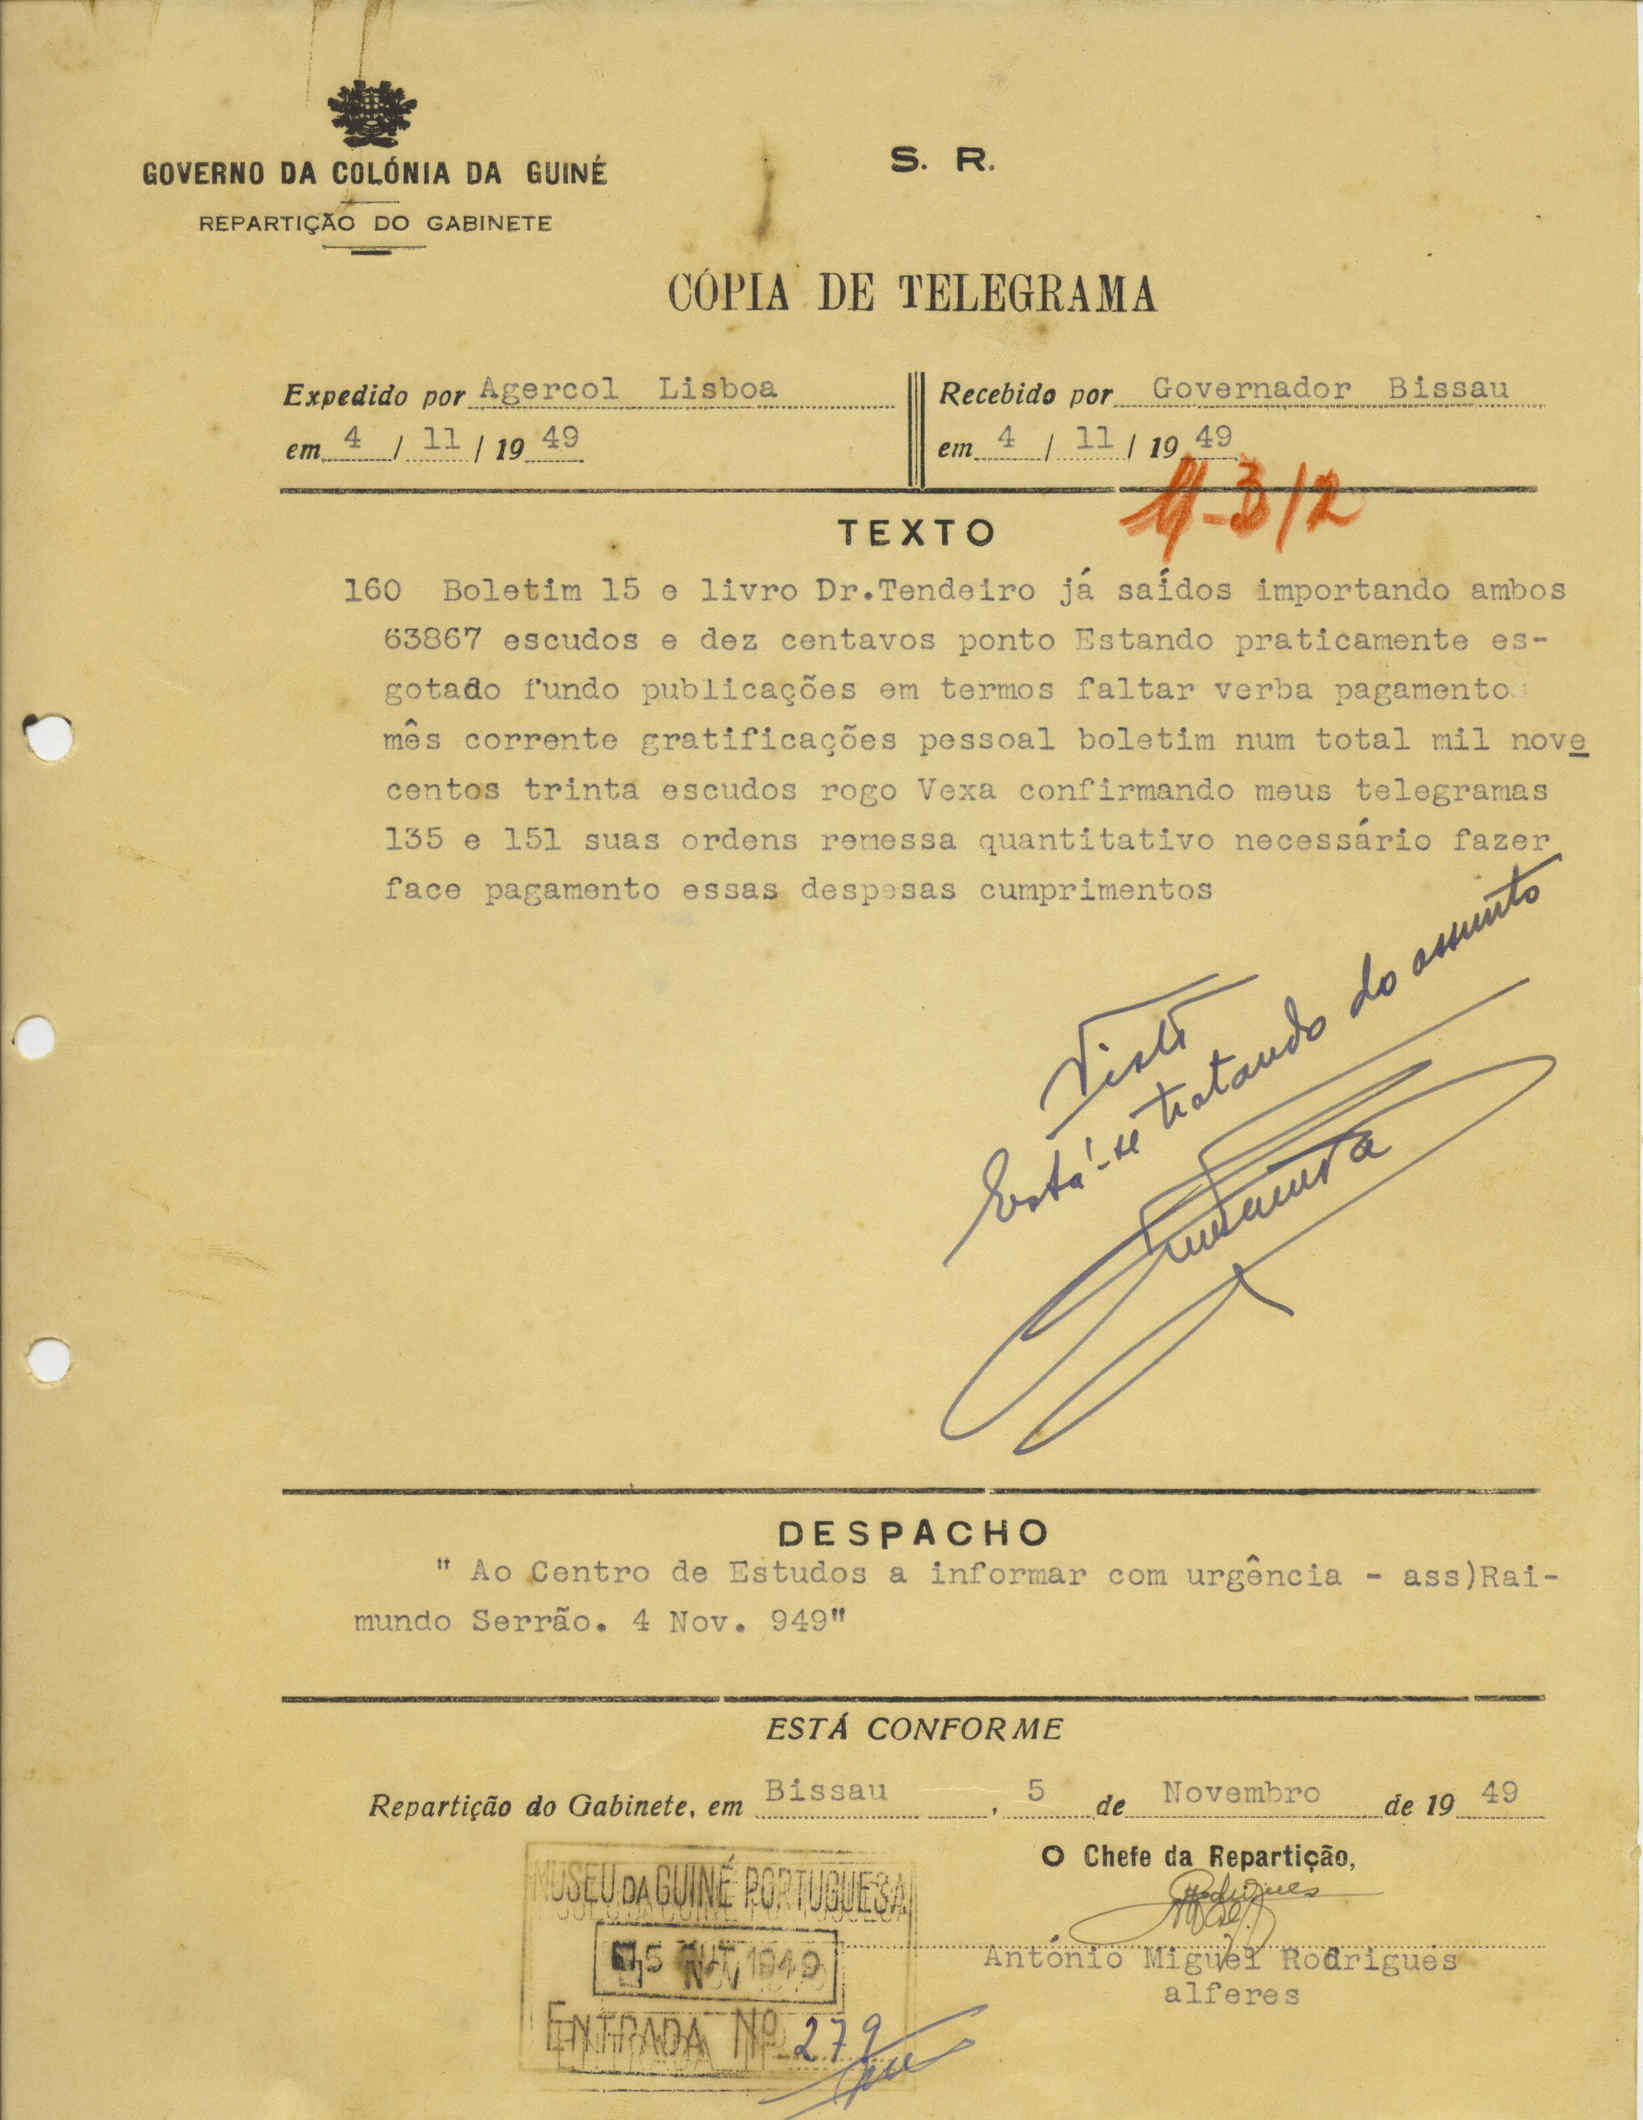 GOVERNO DA COLÓNIA DA GUINÉ
REPARTIÇÃO DO GABINETE
S. R.
CÓPIA DE TELEGRAMA
Expedido por Agercol Lisboa
em 4 / 11 / 19 49
Recebido por Governador Bissau
em 4 / 11 / 19 49
TEXTO
160 Boletim 15 e livro Dr.Tendeiro já saídos importando ambos
63867 escudos e dez centavos ponto Estando praticamente es-
gotado fundo publicações em termos faltar verba pagamento
mês corrente gratificações pessoal boletim num total mil nove
centos trinta escudos rogo Vexa confirmando meus telegramas
135 e 151 suas ordens remessa quantitativo necessário fazer
face pagamento essas despesas cumprimentos
Visto
Está-se tratando do assunto
DESPACHO
" Ao Centro de Estudos a informar com urgência - ass)Rai-
mundo Serrão. 4 Nov. 949"
ESTÁ CONFORME
Repartição do Gabinete, em Bissau, 5 de Novembro de 19 49
O Chefe da Repartição,
António Miguel Rodrigues
alferes
MUSEU DA GUINÉ PORTUGUESA
5 NOV 1949
ENTRADA Nº 279